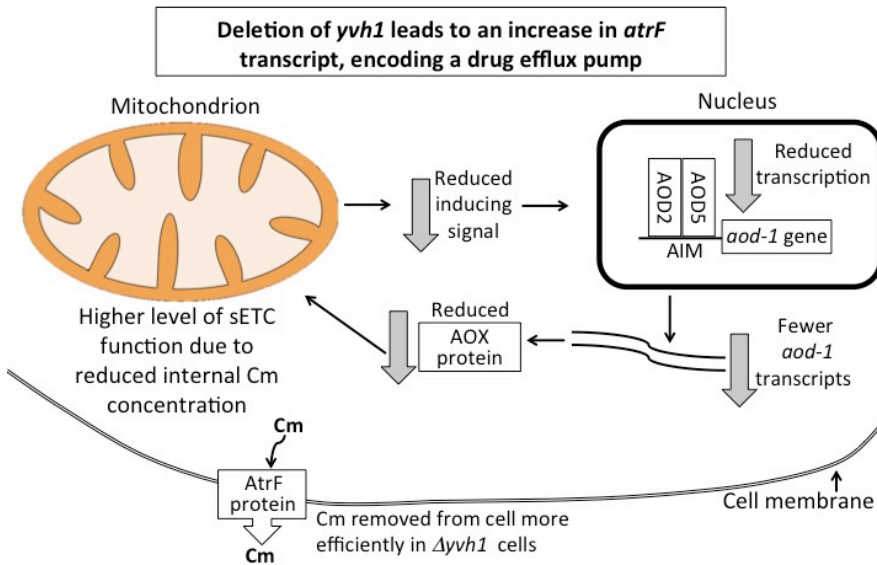 Deletion of yvh1 leads to an increase in atrF
transcript, encoding a drug efflux pump
Mitochondrion
Nucleus
Reduced
inducing
signal
AOD2
AOD5
AIM
Reduced
transcription
aod-1 gene
Higher level of sETC
function due to
reduced internal Cm
concentration
Reduced
AOX
protein
Fewer
aod-1
transcripts
Cm
AtrF
protein
Cm
Cm removed from cell more
efficiently in Δyvh1 cells
Cell membrane